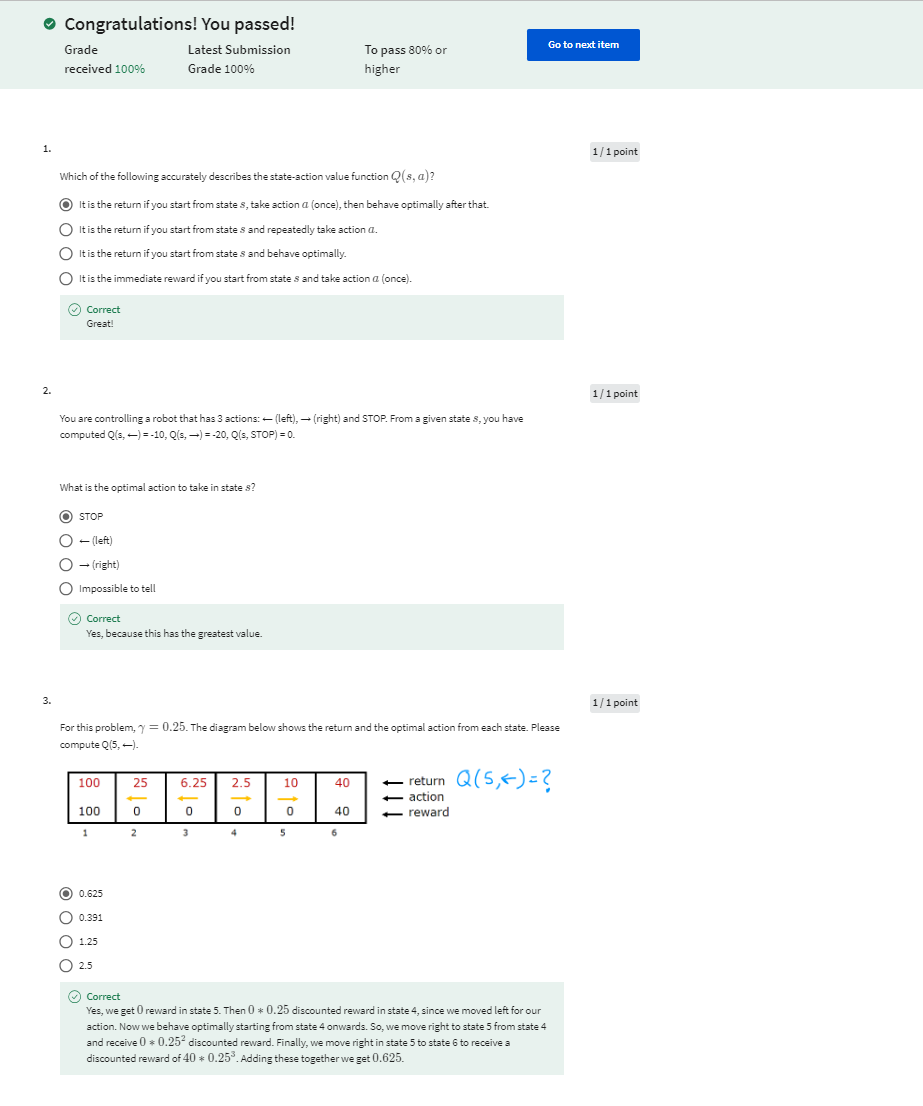 Congratulations! You passed!
Grade received 100%
Latest Submission Grade 100%
To pass 80% or higher
Go to next item
1.
1 / 1 point
Which of the following accurately describes the state-action value function Q(s, a)?
It is the return if you start from state s, take action a (once), then behave optimally after that.
It is the return if you start from state s and repeatedly take action a.
It is the return if you start from state s and behave optimally.
It is the immediate reward if you start from state s and take action a (once).
Correct
Great!
2.
1 / 1 point
You are controlling a robot that has 3 actions: ← (left), → (right) and STOP. From a given state s, you have
computed Q(s, ←) = -10, Q(s, →) = -20, Q(s, STOP) = 0.
What is the optimal action to take in state s?
STOP
← (left)
→ (right)
Impossible to tell
Correct
Yes, because this has the greatest value.
3.
1 / 1 point
For this problem, γ = 0.25. The diagram below shows the return and the optimal action from each state. Please
compute Q(5, ←).
100 25 6.25 2.5 10 40 ← return Q(5,←)=?
← ← → → ← action
100 0 0 0 0 40 ← reward
1 2 3 4 5 6
0.625
0.391
1.25
2.5
Correct
Yes, we get 0 reward in state 5. Then 0 * 0.25 discounted reward in state 4, since we moved left for our
action. Now we behave optimally starting from state 4 onwards. So, we move right to state 5 from state 4
and receive 0 * 0.25² discounted reward. Finally, we move right in state 5 to state 6 to receive a
discounted reward of 40 * 0.25³. Adding these together we get 0.625.